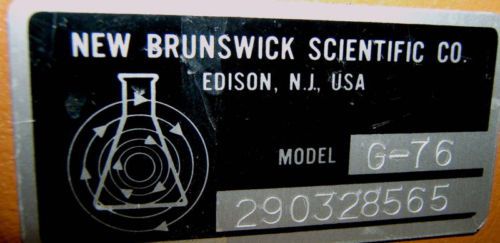 NEW BRUNSWICK SCIENTIFIC CO.
EDISON, N.J., USA
MODEL G-76
290328565